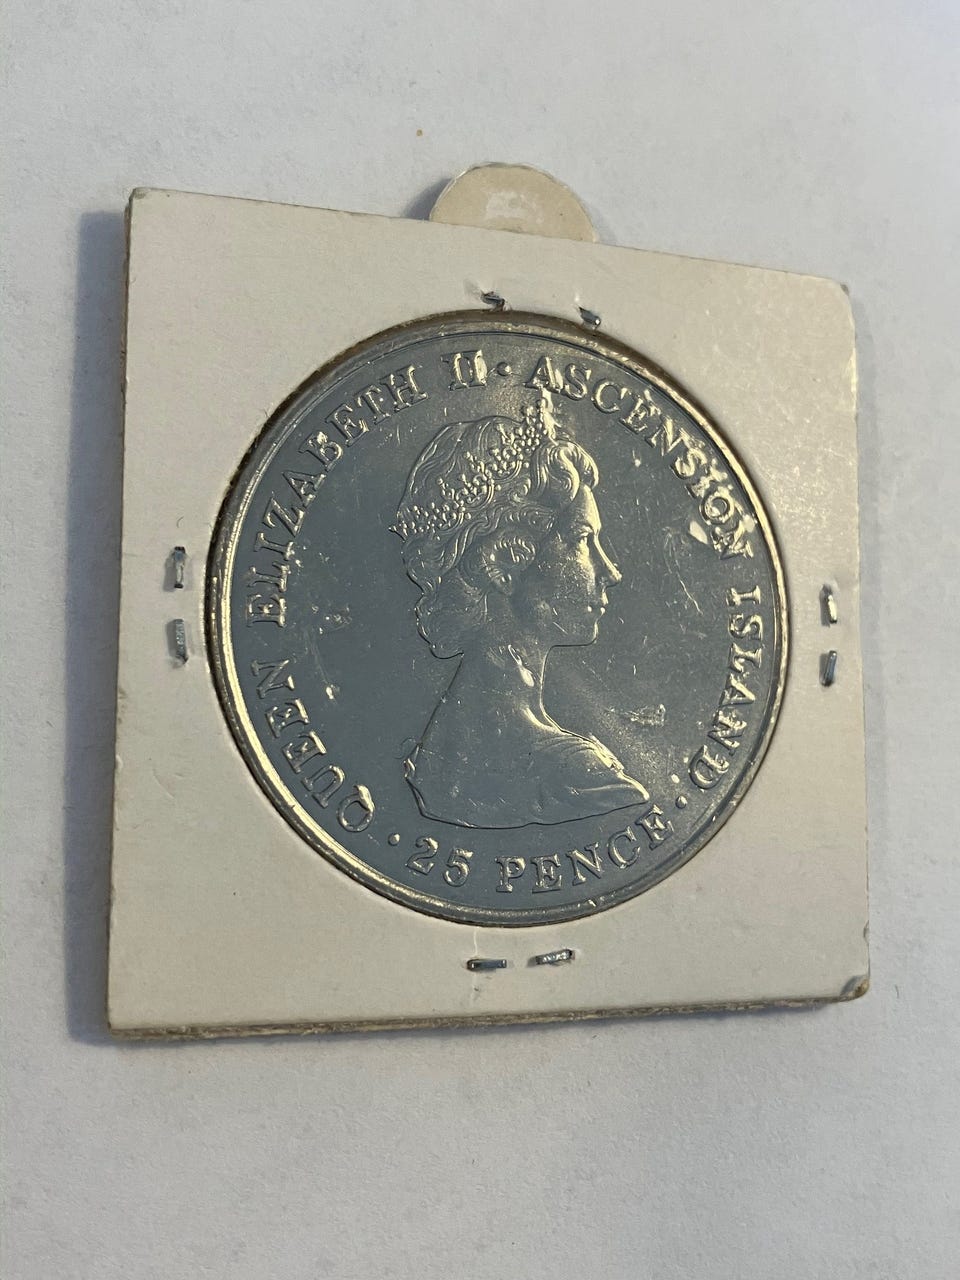 QUEEN ELIZABETH II · ASCENSION ISLAND ·
25 PENCE ·